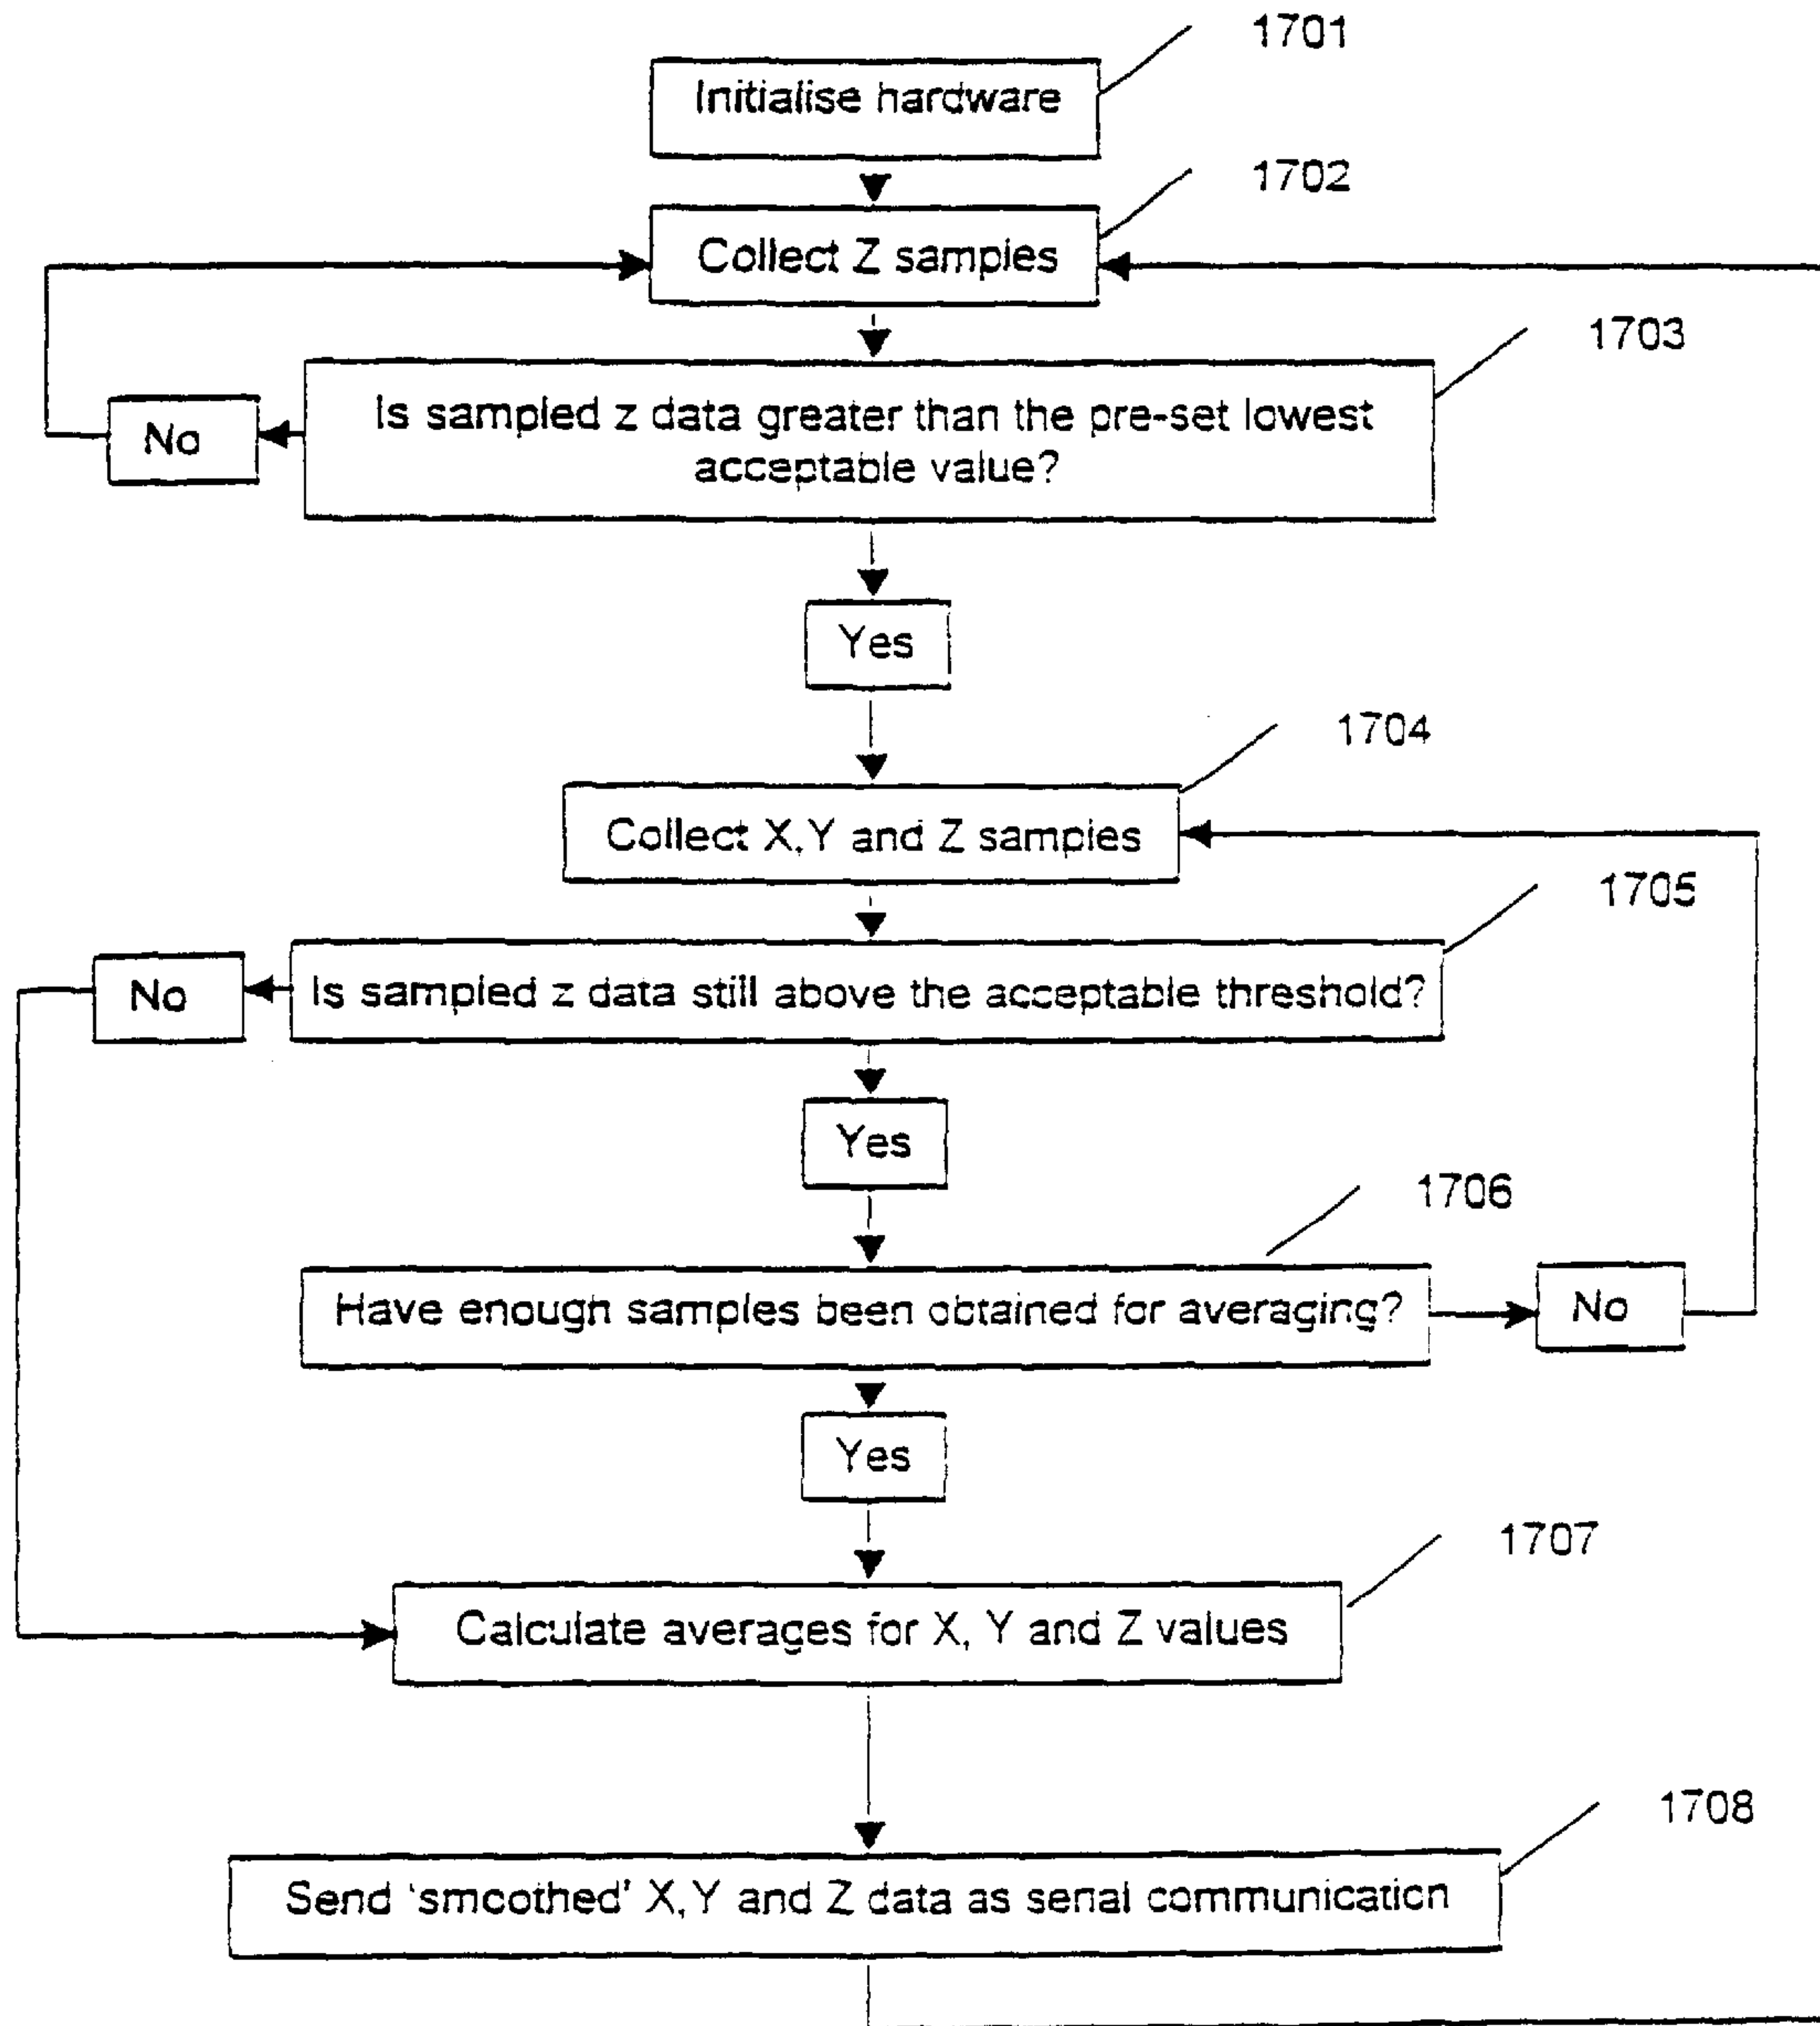 1701
Initialise hardware
1702
Collect Z samples
1703
Is sampled z data greater than the pre-set lowest
acceptable value?
No
Yes
1704
Collect X,Y and Z samples
1705
Is sampled z data still above the acceptable threshold?
No
Yes
1706
Have enough samples been obtained for averaging?
No
Yes
1707
Calculate averages for X, Y and Z values
1708
Send 'smoothed' X,Y and Z data as serial communication